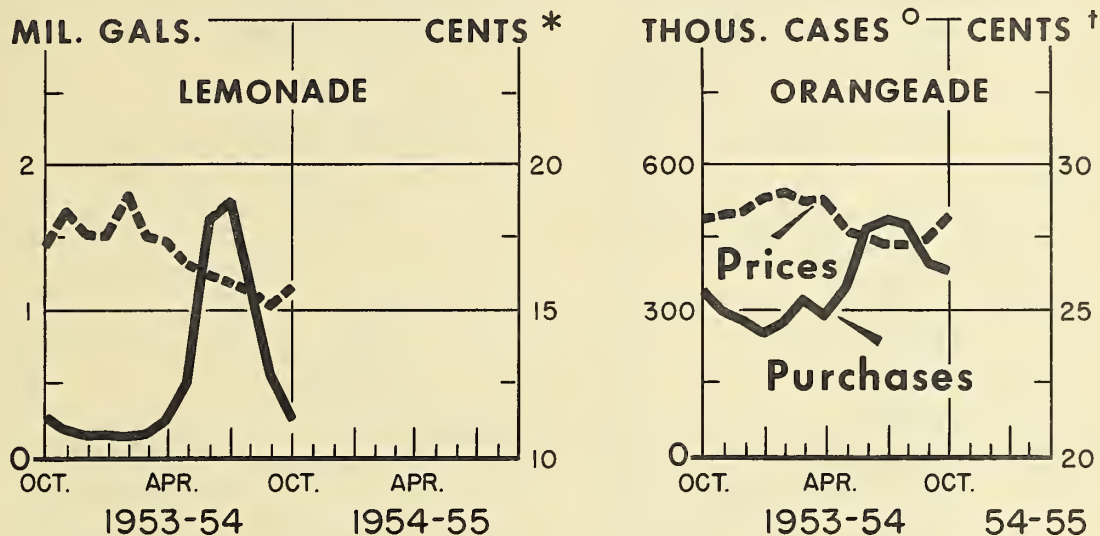 MIL. GALS. CENTS *
LEMONADE
2 20
1 15
0 10
OCT. APR. OCT. APR.
1953-54 1954-55
THOUS. CASES ° CENTS †
ORANGEADE
600 30
Prices
300 25
Purchases
0 20
OCT. APR. OCT.
1953-54 54-55